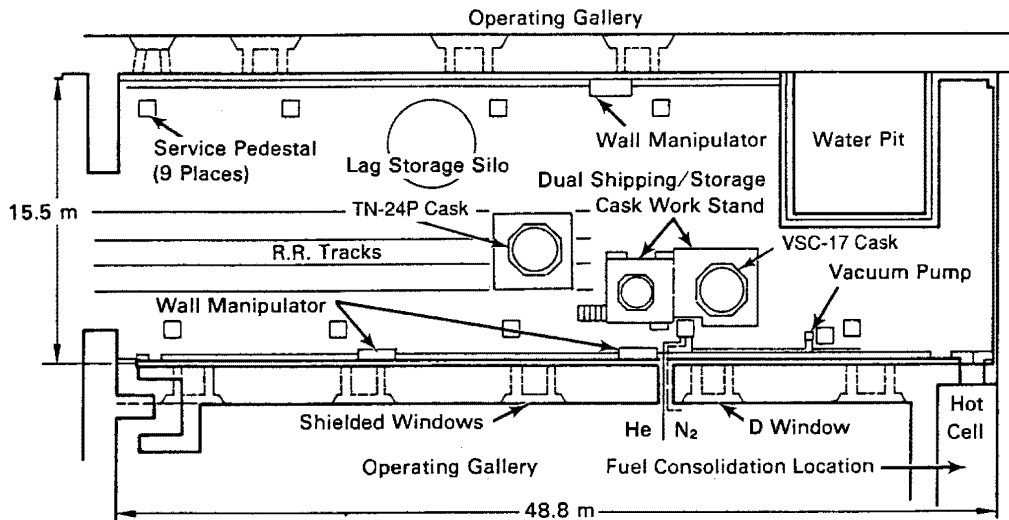 Operating Gallery
Wall Manipulator
Water Pit
Service Pedestal
(9 Places)
Lag Storage Silo
Dual Shipping/Storage
Cask Work Stand
15.5 m
TN-24P Cask
VSC-17 Cask
R.R. Tracks
Vacuum Pump
Wall Manipulator
Shielded Windows
He
N₂
D Window
Hot
Cell
Operating Gallery
Fuel Consolidation Location
48.8 m